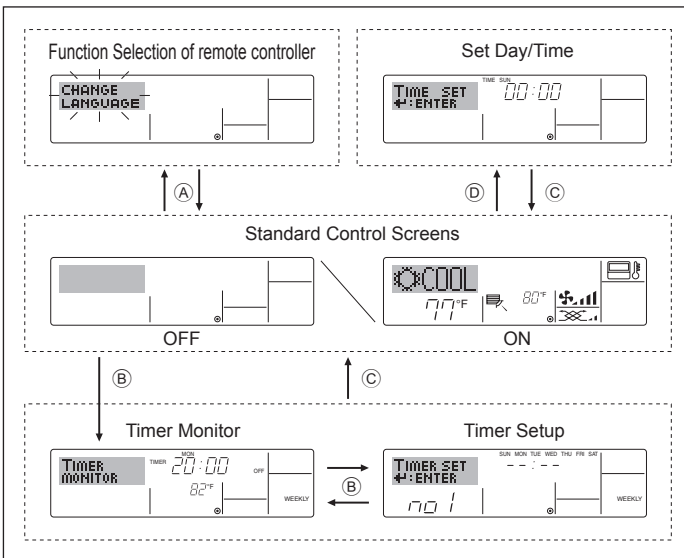 Function Selection of remote controller
CHANGE
LANGUAGE
Set Day/Time
TIME SUN
TIME SET 00:00
↵:ENTER
A
D
C
Standard Control Screens
COOL
77°F 80°F
OFF
ON
B
C
Timer Monitor
MON
TIMER TIMER 20:00 OFF
MONITOR
82°F
WEEKLY
B
Timer Setup
SUN MON TUE WED THU FRI SAT
TIMER SET --:--
↵:ENTER
no 1
WEEKLY